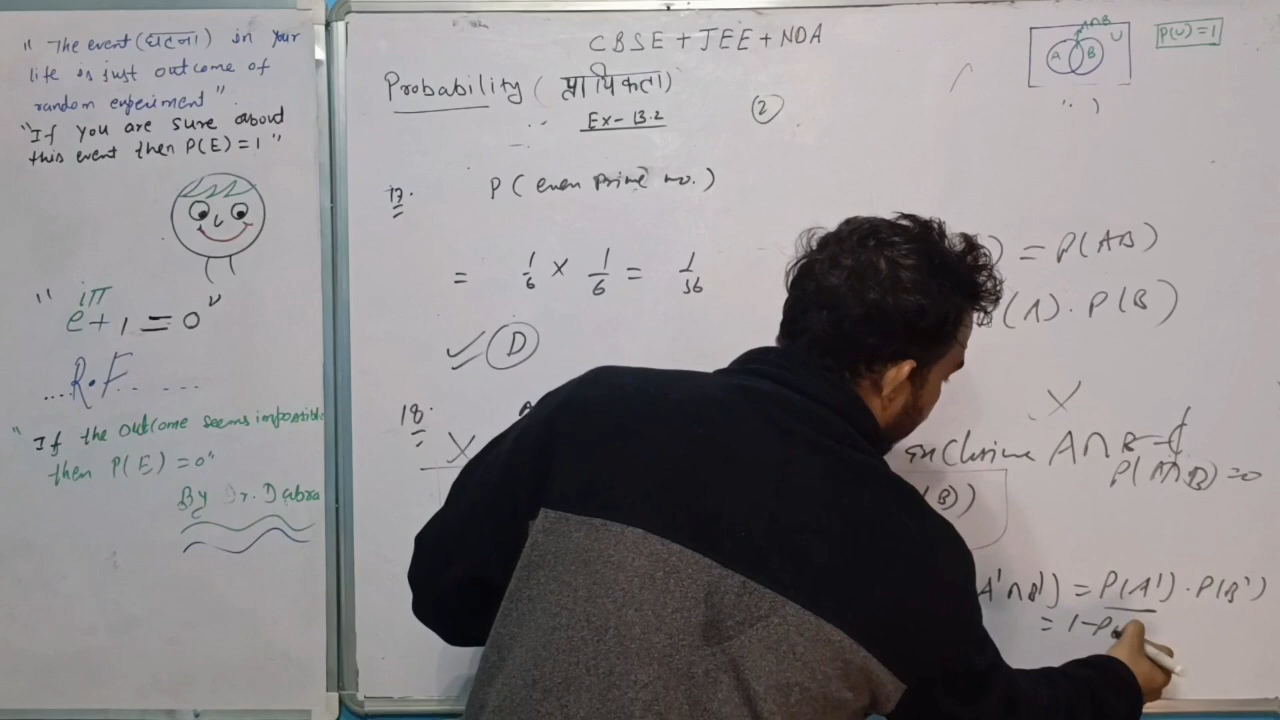 " The event (घटना) in your
life is just outcome of
random experiment"
"If you are sure about
this event then P(E)=1"
" e^{iπ}+1=0"
....R.F......
"If the outcome seems impossible
then P(E)=0"
By Dr. Dabra
CBSE+JEE+NDA
Probability (प्रायिकता)
Ex-13.2
2
17.
P(even Prime no.)
= 1/6 × 1/6 = 1/36
D
18.
X
A∩B
A B U
P(U)=1
) = P(AB)
(A). P(B)
X
exclusive A∩B=ϕ
P(A∩B)=0
B))
A'∩B') = P(A').P(B')
= 1-P